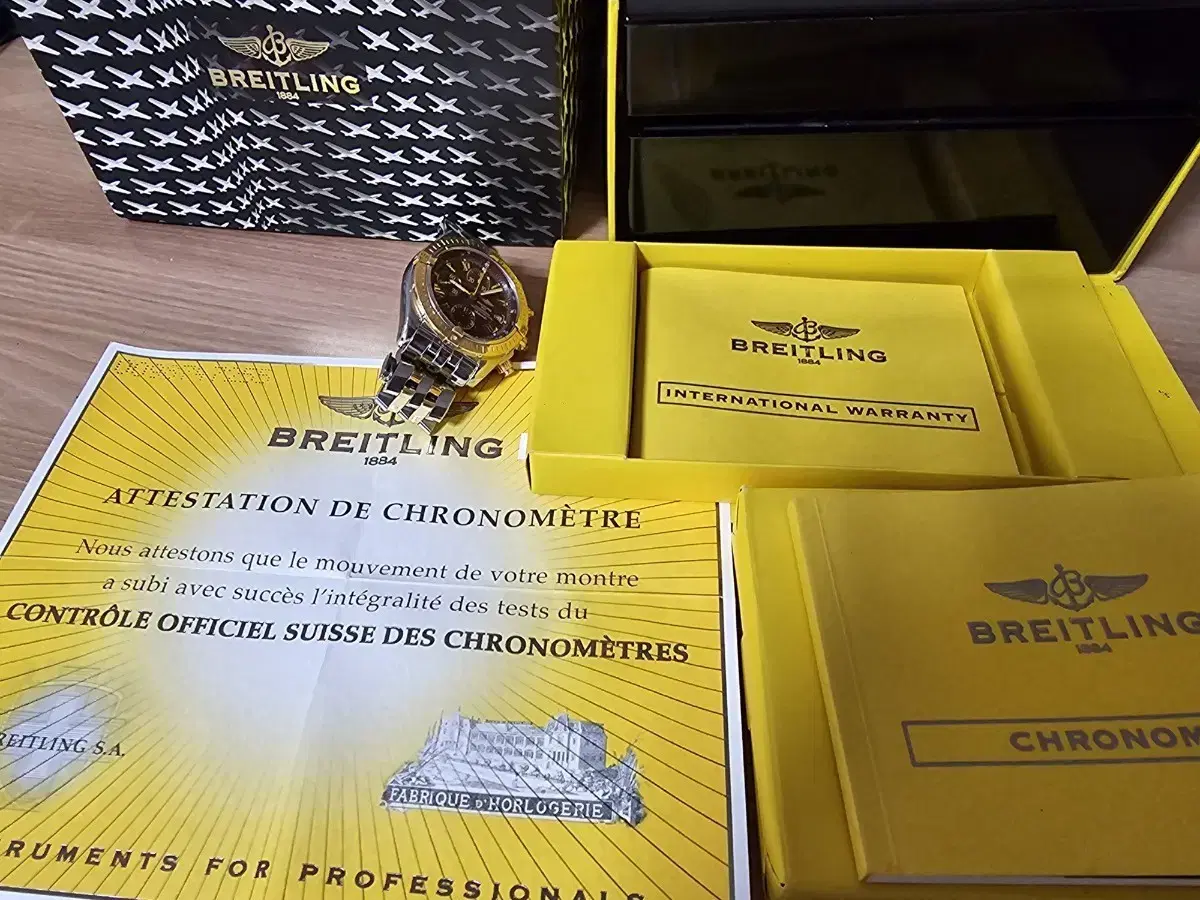 BREITLING
1884
BREITLING
1884
INTERNATIONAL WARRANTY
BREITLING
1884
ATTESTATION DE CHRONOMÈTRE
Nous attestons que le mouvement de votre montre
a subi avec succès l'intégralité des tests du
CONTRÔLE OFFICIEL SUISSE DES CHRONOMÈTRES
REITLING S.A.
FABRIQUE D'HORLOGERIE
RUMENTS FOR PROFESSIONALS
BREITLING
1884
CHRONOM